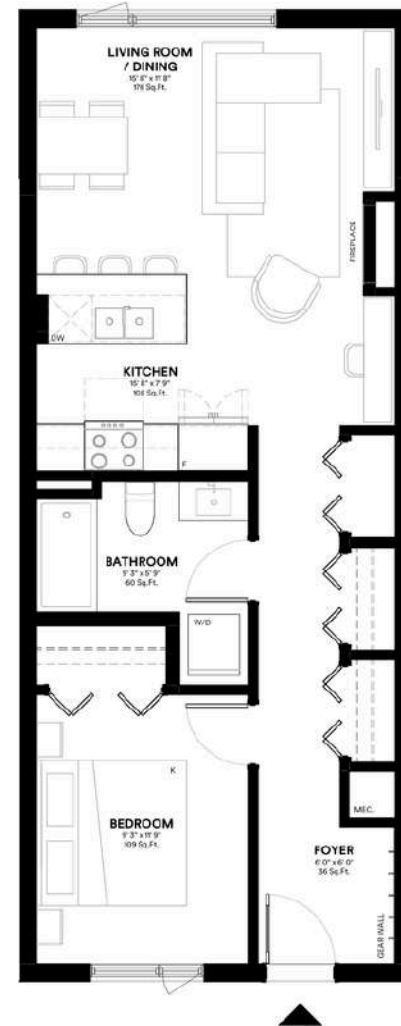 LIVING ROOM
/ DINING
15' 8" x 11' 8"
178 Sq.Ft.
FIREPLACE
DW
KITCHEN
15' 8" x 7' 9"
108 Sq.Ft.
F
BATHROOM
9' 3" x 5' 9"
60 Sq.Ft.
W/D
K
BEDROOM
9' 3" x 11' 9"
109 Sq.Ft.
MEC.
FOYER
6' 0" x 6' 0"
36 Sq.Ft.
GEAR WALL